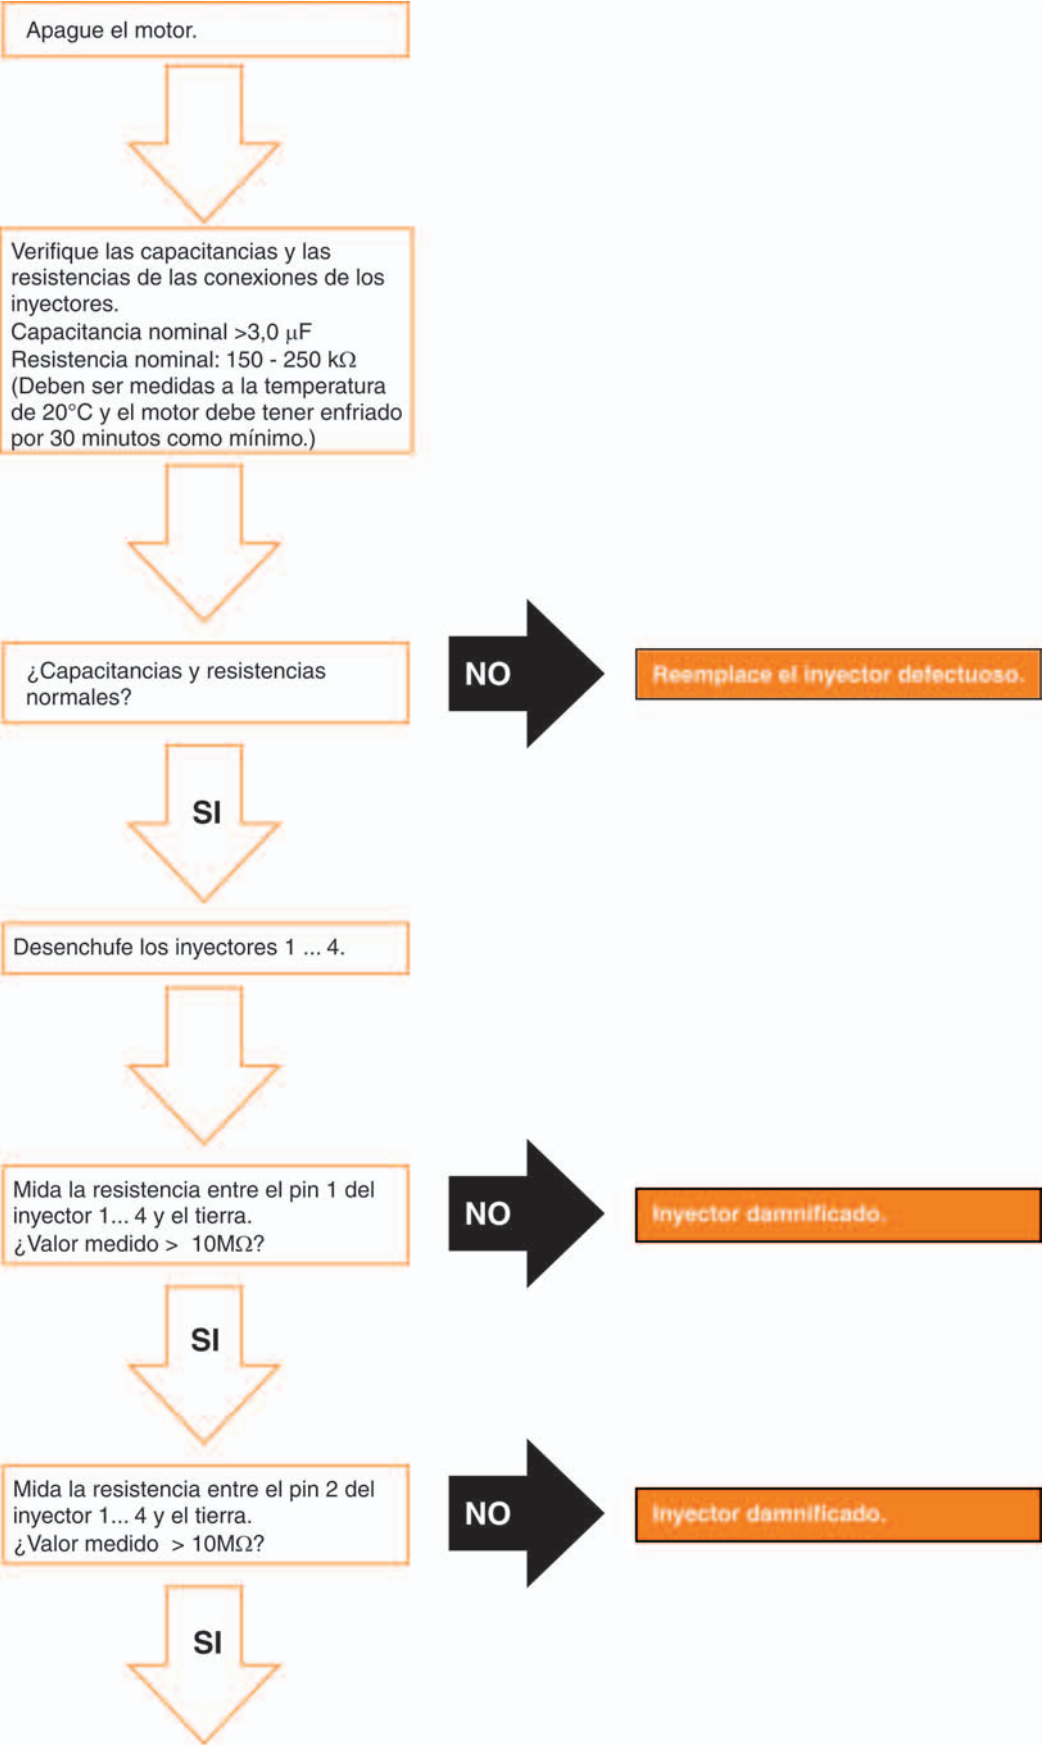 Apague el motor.
Verifique las capacitancias y las
resistencias de las conexiones de los
inyectores.
Capacitancia nominal >3,0 µF
Resistencia nominal: 150 - 250 kΩ
(Deben ser medidas a la temperatura
de 20°C y el motor debe tener enfriado
por 30 minutos como mínimo.)
¿Capacitancias y resistencias
normales?
NO
Reemplace el inyector defectuoso.
SI
Desenchufe los inyectores 1 ... 4.
Mida la resistencia entre el pin 1 del
inyector 1... 4 y el tierra.
¿Valor medido > 10MΩ?
NO
Inyector damnificado.
SI
Mida la resistencia entre el pin 2 del
inyector 1... 4 y el tierra.
¿Valor medido > 10MΩ?
NO
Inyector damnificado.
SI